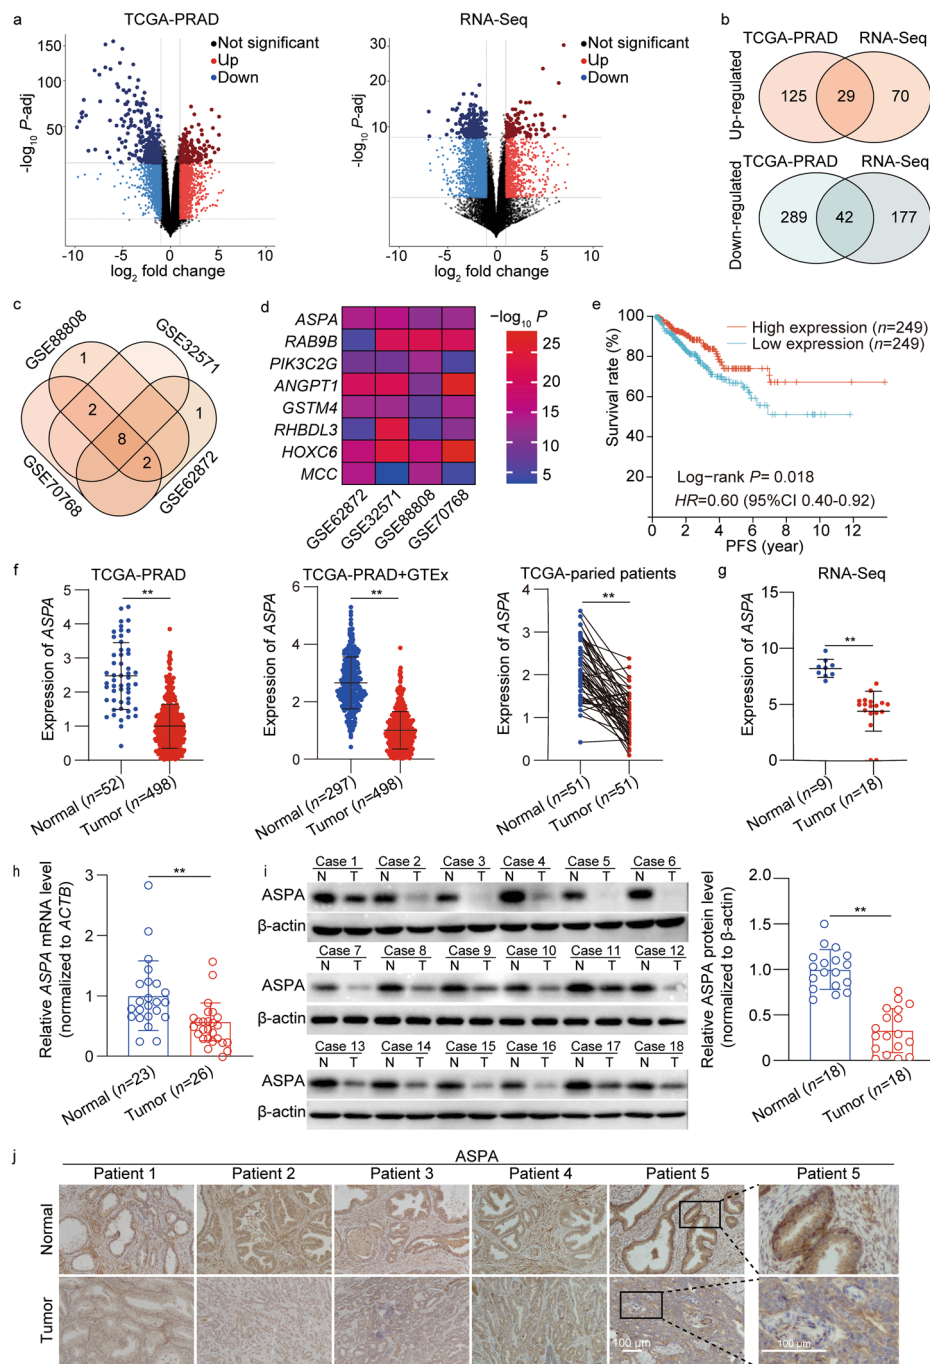 a
TCGA-PRAD
RNA-Seq
-log10 P-adj
150
100
50
Not significant
Up
Down
-10 -5 0 5 10
log2 fold change
-log10 P-adj
30
20
10
Not significant
Up
Down
-10 -5 0 5 10
log2 fold change
b
Up-regulated
TCGA-PRAD RNA-Seq
125 29 70
Down-regulated
TCGA-PRAD RNA-Seq
289 42 177
c
GSE88808
GSE32571
GSE70768
GSE62872
1
2
1
8
2
d
ASPA
RAB9B
PIK3C2G
ANGPT1
GSTM4
RHBDL3
HOXC6
MCC
GSE62872
GSE32571
GSE88808
GSE70768
−log10 P
25
20
15
10
5
e
Survival rate (%)
100
80
60
40
20
High expression (n=249)
Low expression (n=249)
Log−rank P= 0.018
HR=0.60 (95%CI 0.40-0.92)
0 2 4 6 8 10 12
PFS (year)
f
TCGA-PRAD
Expression of ASPA
5
4
3
2
1
0
**
Normal (n=52)
Tumor (n=498)
TCGA-PRAD+GTEx
Expression of ASPA
6
4
2
0
**
Normal (n=297)
Tumor (n=498)
TCGA-paried patients
Expression of ASPA
4
3
2
1
0
**
Normal (n=51)
Tumor (n=51)
g
RNA-Seq
Expression of ASPA
15
10
5
0
**
Normal (n=9)
Tumor (n=18)
h
Relative ASPA mRNA level
(normalized to ACTB)
3
2
1
0
**
Normal (n=23)
Tumor (n=26)
i
Case 1 Case 2 Case 3 Case 4 Case 5 Case 6
N T N T N T N T N T N T
ASPA
β-actin
Case 7 Case 8 Case 9 Case 10 Case 11 Case 12
N T N T N T N T N T N T
ASPA
β-actin
Case 13 Case 14 Case 15 Case 16 Case 17 Case 18
N T N T N T N T N T N T
ASPA
β-actin
Relative ASPA protein level
(normalized to β-actin)
2.0
1.5
1.0
0.5
0
**
Normal (n=18)
Tumor (n=18)
j
ASPA
Patient 1 Patient 2 Patient 3 Patient 4 Patient 5 Patient 5
Normal
Tumor
100 μm
100 μm